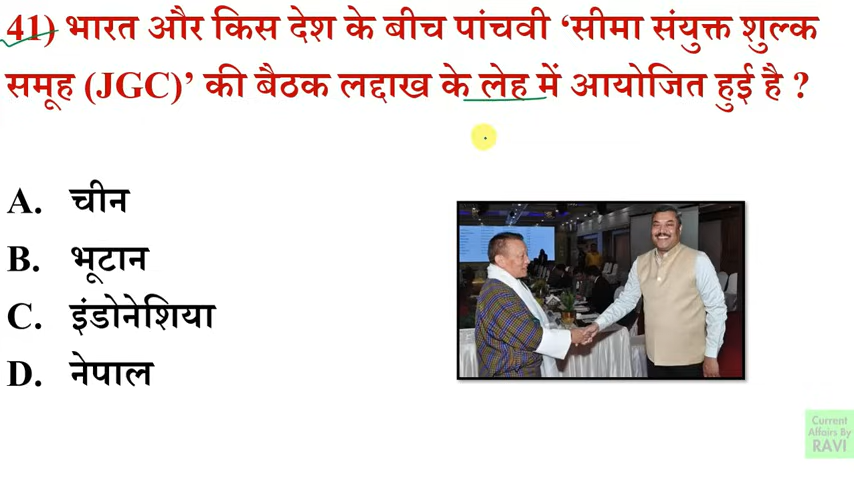 41) भारत और किस देश के बीच पांचवी ‘सीमा संयुक्त शुल्क
समूह (JGC)’ की बैठक लद्दाख के लेह में आयोजित हुई है ?
A. चीन
B. भूटान
C. इंडोनेशिया
D. नेपाल
Current
Affairs By
RAVI